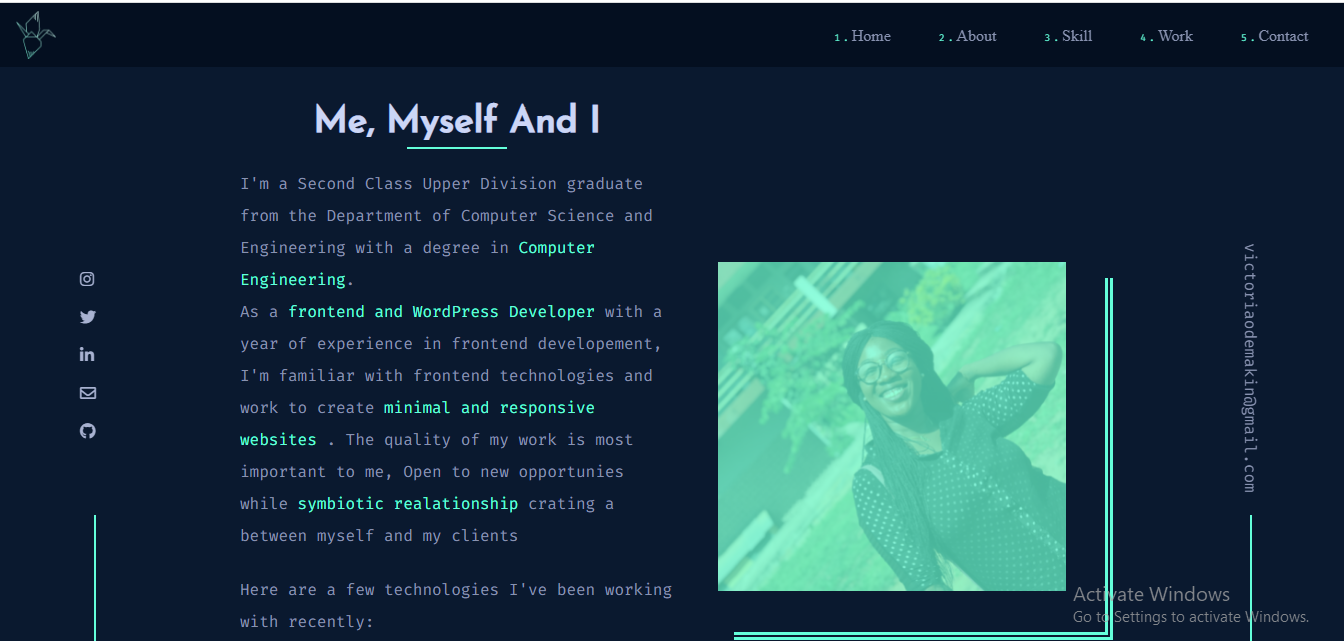 1. Home 2. About 3. Skill 4. Work 5. Contact
Me, Myself And I
I'm a Second Class Upper Division graduate
from the Department of Computer Science and
Engineering with a degree in Computer
Engineering.
As a frontend and WordPress Developer with a
year of experience in frontend developement,
I'm familiar with frontend technologies and
work to create minimal and responsive
websites . The quality of my work is most
important to me, Open to new opportunies
while symbiotic realationship crating a
between myself and my clients
Here are a few technologies I've been working
with recently:
victoriaodemakin@gmail.com
Activate Windows
Go to Settings to activate Windows.